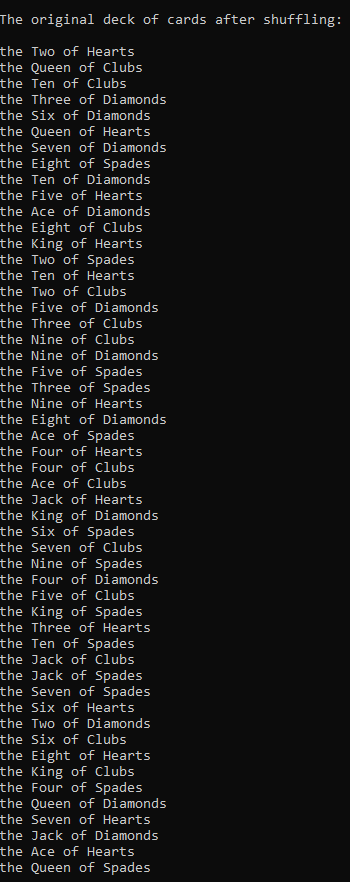 The original deck of cards after shuffling:
the Two of Hearts
the Queen of Clubs
the Ten of Clubs
the Three of Diamonds
the Six of Diamonds
the Queen of Hearts
the Seven of Diamonds
the Eight of Spades
the Ten of Diamonds
the Five of Hearts
the Ace of Diamonds
the Eight of Clubs
the King of Hearts
the Two of Spades
the Ten of Hearts
the Two of Clubs
the Five of Diamonds
the Three of Clubs
the Nine of Clubs
the Nine of Diamonds
the Five of Spades
the Three of Spades
the Nine of Hearts
the Eight of Diamonds
the Ace of Spades
the Four of Hearts
the Four of Clubs
the Ace of Clubs
the Jack of Hearts
the King of Diamonds
the Six of Spades
the Seven of Clubs
the Nine of Spades
the Four of Diamonds
the Five of Clubs
the King of Spades
the Three of Hearts
the Ten of Spades
the Jack of Clubs
the Jack of Spades
the Seven of Spades
the Six of Hearts
the Two of Diamonds
the Six of Clubs
the Eight of Hearts
the King of Clubs
the Four of Spades
the Queen of Diamonds
the Seven of Hearts
the Jack of Diamonds
the Ace of Hearts
the Queen of Spades